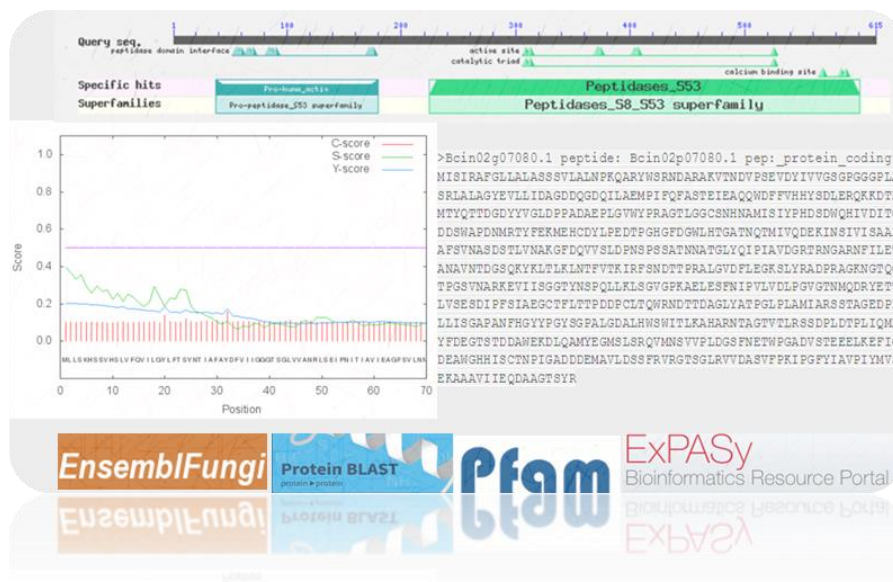 1 100 200 300 400 500 615
Query seq.
peptidase domain interface
active site
catalytic triad
calcium binding site
Specific hits
Peptidases_S53
Superfamilies
Pro-peptidase_S53 superfamily
Peptidases_S8_S53 superfamily
C-score
S-score
Y-score
1.0
0.8
0.6
0.4
0.2
0.0
Score
0 10 20 30 40 50 60 70
Position
>Bcin02g07080.1 peptide: Bcin02p07080.1 pep:_protein_coding
MISIRAFGLLALASSSVLALNPKQARYWSRNDARAKVTNDVPSEVDYIVVGSGPGGGPL
SRLALAGYEVLLIDAGDDQGDQILAEMPIFQFASTEIEAQQWDFFVHHYSDLERQKKDT
MTYQTTDGDYYVGLDPPADAEPLGVWYPRAGTLGGCSNHNAMISIYPHDSDWQHIVDIT
DDSWAPDNMRTYFEKMEHCDYLPEDTPGHGFDGWLHTGATNQTMIVQDEKINSIVISAA
AFSVNASDSTLVNAKGFDQVVSLDPNSPSSATNNATGLYQIPIAVDGRTRNGARNFILE
ANAVNTDGSQKYKLTLKLNTFVTKIRFSNDTTPRALGVDFLEGKSLYRADPRAGKNGTQ
TPGSVNARKEVIISGGTYNSPQLLKLSGVGPKAELESFNIPVLVDLPGVGTNMQDRYET
LVSESDIPFSIAEGCTFLTTPDDPCLTQWRNDTTDAGLYATPGLPLAMIARSSTAGEDP
LLISGAPANFHGYYPGYSGPALGDALHWSWITLKAHARNTAGTVTLRSSDPLDTPLIQM
YFDEGTSTDDAWEKDLQAMYEGMSLSRQVMNSVVPLDGSFNETWPGADVSTEEELKEFI
DEAWGHHISCTNPIGADDDEMAVLDSSFRVRGTSGLRVVDASVFPKIPGFYIAVPIYMV
EKAAAVIIEQDAAGTSYR
EnsemblFungi
Protein BLAST
protein ▸ protein
Pfam
ExPASy
Bioinformatics Resource Portal